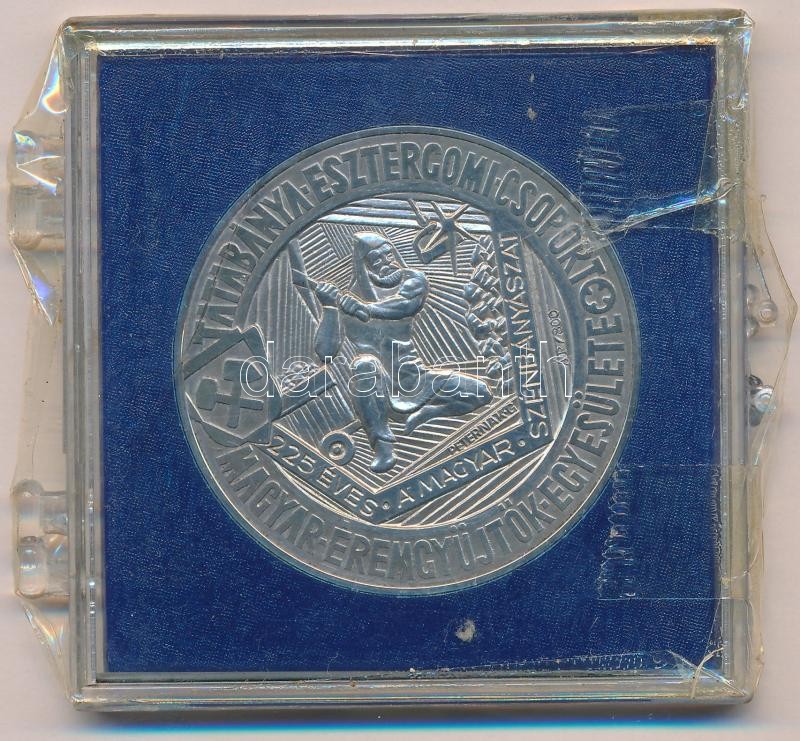 TATABÁNYA·ESZTERGOMI·CSOPORT
MAGYAR·ÉREMGYŰJTŐK·EGYESÜLETE
225 ÉVES · A MAGYAR ·
SZÉNBÁNYÁSZAT
darabanth